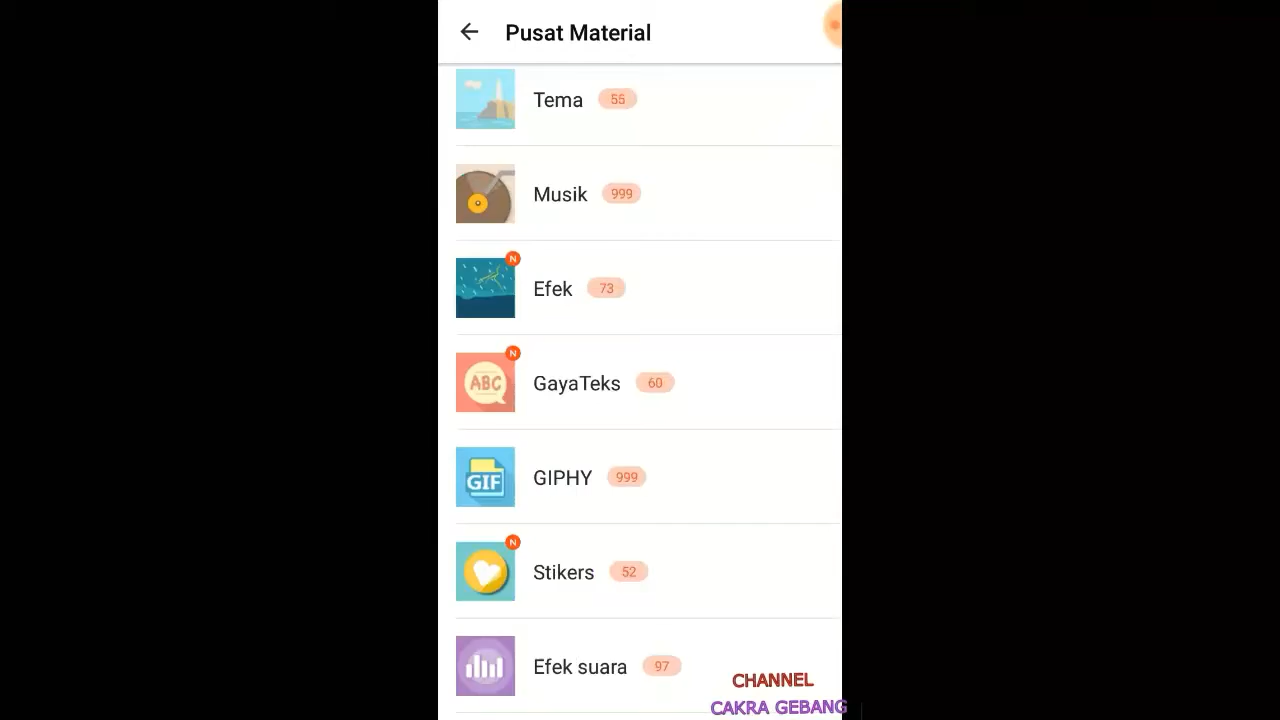 Pusat Material
Tema 55
Musik 999
N
Efek 73
N
ABC
GayaTeks 60
GIF
GIPHY 999
N
Stikers 52
Efek suara 97
CHANNEL
CAKRA GEBANG